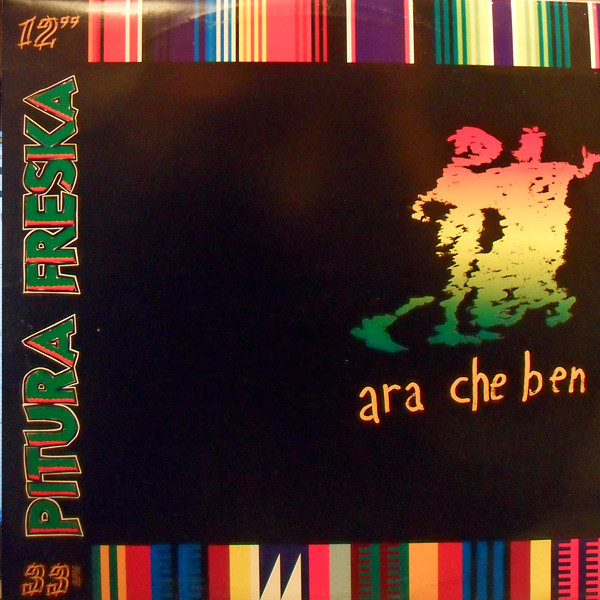 12"
PITURA FRESKA
33
ara che ben